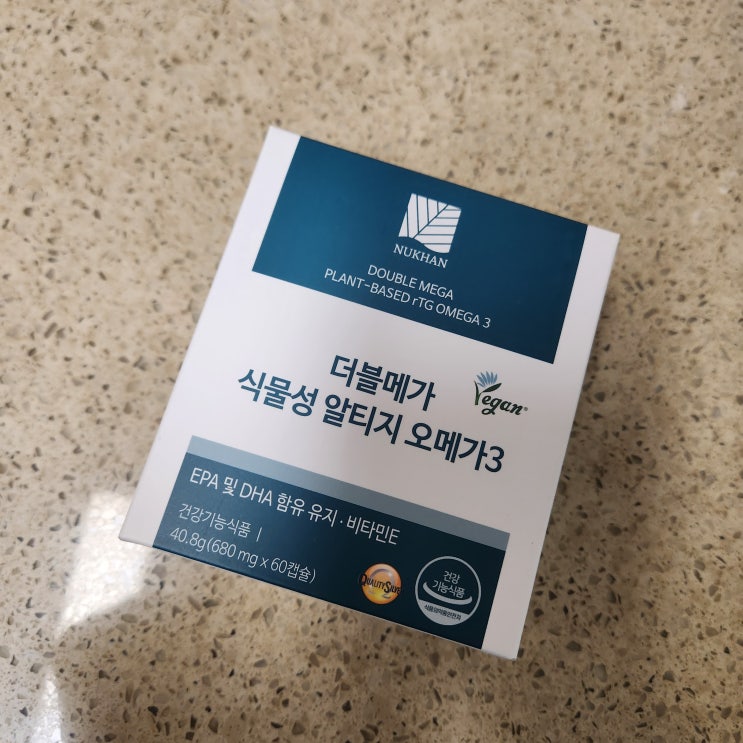 NUKHAN
DOUBLE MEGA
PLANT-BASED rTG OMEGA 3
더블메가
식물성 알티지 오메가3
Vegan
EPA 및 DHA 함유 유지 · 비타민E
건강기능식품 |
40.8g(680 mg x 60캡슐)
QUALITY SILVER
건강
기능식품
식품의약품안전처